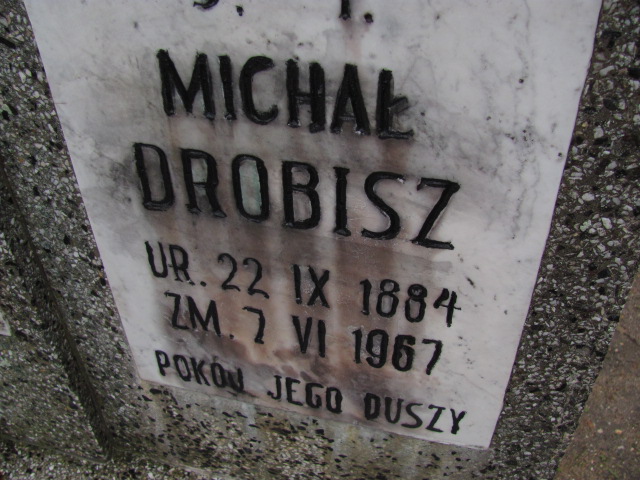 Ś. P.
MICHAŁ
DROBISZ
UR. 22 IX 1884
ZM. 7 VI 1967
POKÓJ JEGO DUSZY